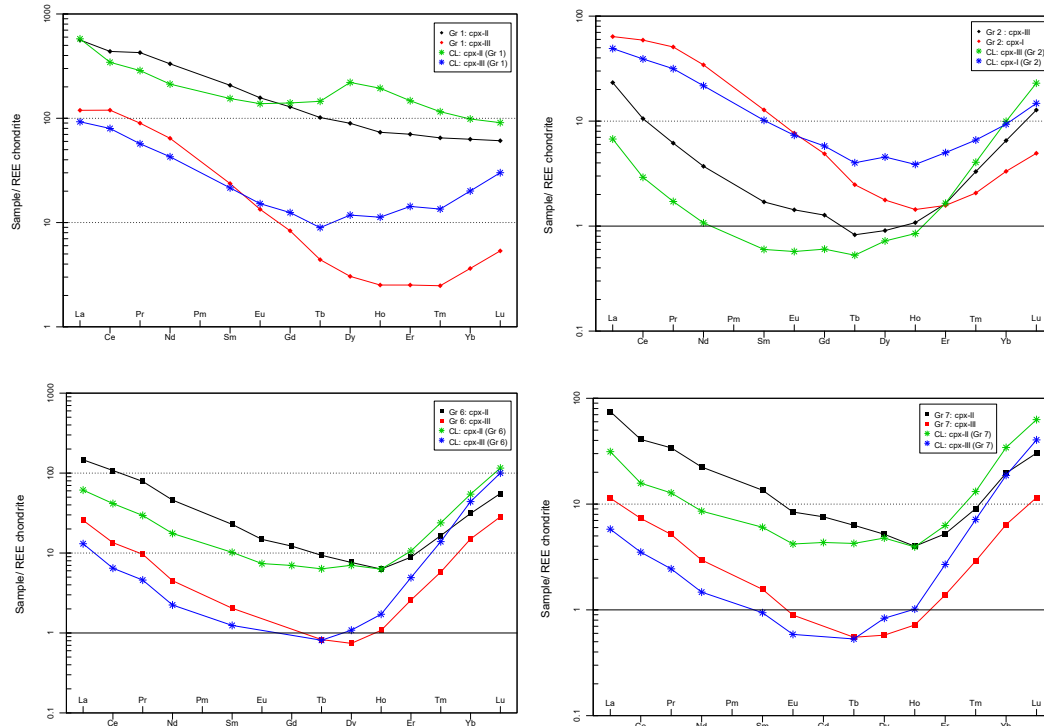 1000
100
10
1
Sample/ REE chondrite
Gr 1: cpx-II
Gr 1: cpx-III
CL: cpx-II (Gr 1)
CL: cpx-III (Gr 1)
La Pr Pm Eu Tb Ho Tm Lu
Ce Nd Sm Gd Dy Er Yb
100
10
1
0.1
Sample/ REE chondrite
Gr 2 : cpx-III
Gr 2: cpx-I
CL: cpx-III (Gr 2)
CL: cpx-I (Gr 2)
La Pr Pm Eu Tb Ho Tm Lu
Ce Nd Sm Gd Dy Er Yb
1000
100
10
1
0.1
Sample/ REE chondrite
Gr 6: cpx-II
Gr 6: cpx-III
CL: cpx-II (Gr 6)
CL: cpx-III (Gr 6)
La Pr Pm Eu Tb Ho Tm Lu
Ce Nd Sm Gd Dy Er Yb
100
10
1
0.1
Sample/ REE chondrite
Gr 7: cpx-II
Gr 7: cpx-III
CL: cpx-II (Gr 7)
CL: cpx-III (Gr 7)
La Pr Pm Eu Tb Ho Tm Lu
Ce Nd Sm Gd Dy Er Yb